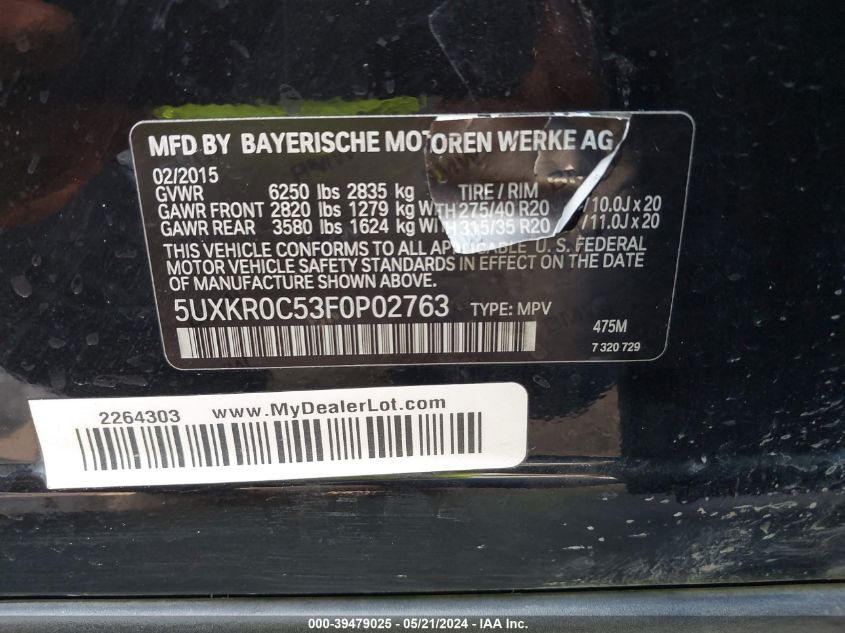 MFD BY BAYERISCHE MOTOREN WERKE AG
02/2015
GVWR 6250 lbs 2835 kg TIRE / RIM
GAWR FRONT 2820 lbs 1279 kg WITH 275/40 R20 /10.0J x 20
GAWR REAR 3580 lbs 1624 kg WITH 315/35 R20 /11.0J x 20
THIS VEHICLE CONFORMS TO ALL APPLICABLE U. S. FEDERAL
MOTOR VEHICLE SAFETY STANDARDS IN EFFECT ON THE DATE
OF MANUFACTURE SHOWN ABOVE.
5UXKR0C53F0P02763 TYPE: MPV
475M
7 320 729
2264303 www.MyDealerLot.com
000-39479025 - 05/21/2024 - IAA Inc.